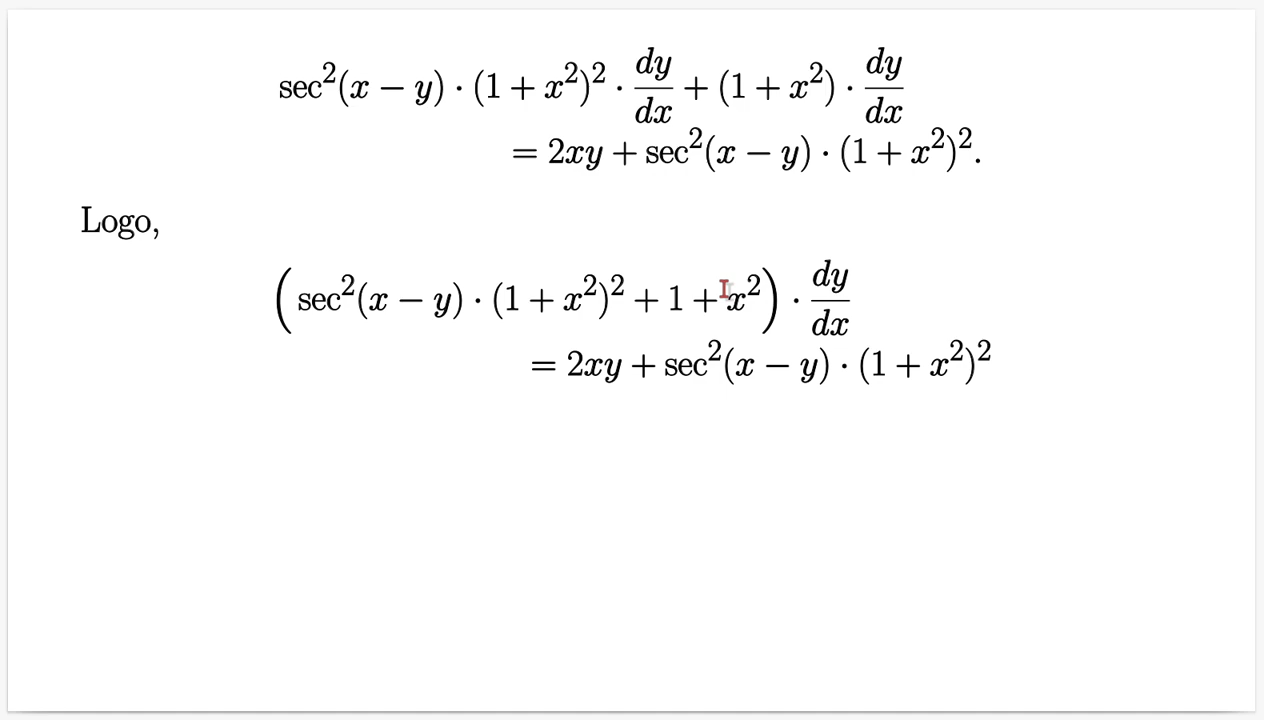 sec²(x − y) · (1 + x²)² · dy/dx + (1 + x²) · dy/dx
= 2xy + sec²(x − y) · (1 + x²)².
Logo,
(sec²(x − y) · (1 + x²)² + 1 + x²) · dy/dx
= 2xy + sec²(x − y) · (1 + x²)²